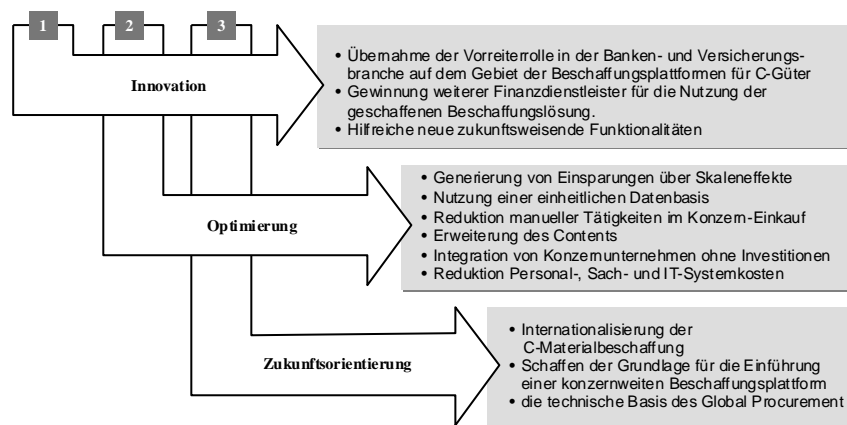 1 2 3
Innovation
• Übernahme der Vorreiterrolle in der Banken- und Versicherungs-
branche auf dem Gebiet der Beschaffungsplattformen für C-Güter
• Gewinnung weiterer Finanzdienstleister für die Nutzung der
geschaffenen Beschaffungslösung.
• Hilfreiche neue zukunftsweisende Funktionalitäten
Optimierung
• Generierung von Einsparungen über Skaleneffekte
• Nutzung einer einheitlichen Datenbasis
• Reduktion manueller Tätigkeiten im Konzern-Einkauf
• Erweiterung des Contents
• Integration von Konzernunternehmen ohne Investitionen
• Reduktion Personal-, Sach- und IT-Systemkosten
Zukunftsorientierung
• Internationalisierung der
C-Materialbeschaffung
• Schaffen der Grundlage für die Einführung
einer konzernweiten Beschaffungsplattform
• die technische Basis des Global Procurement